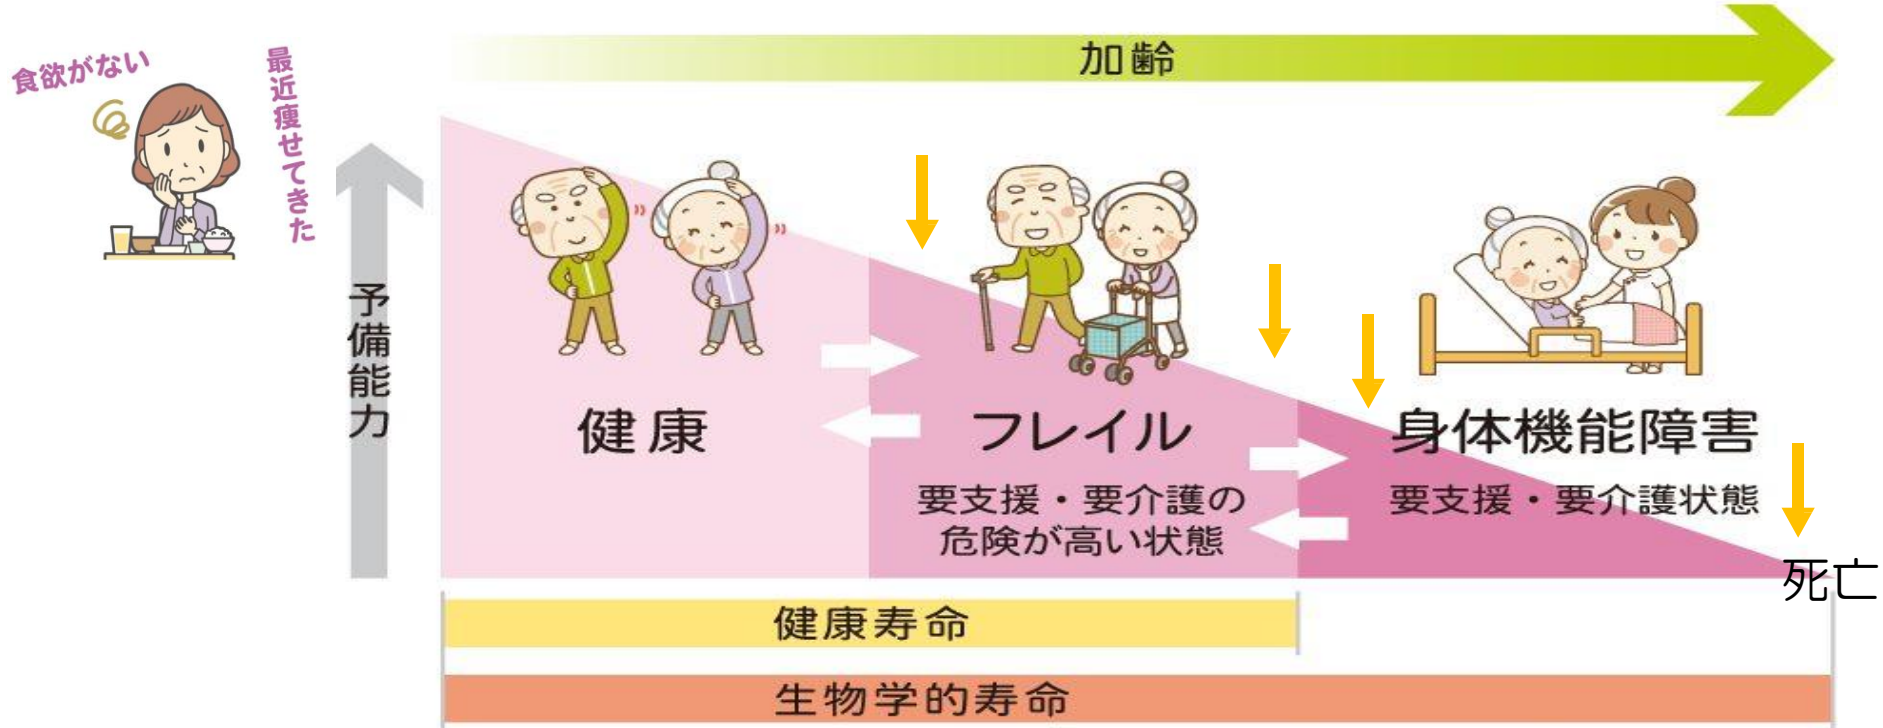 食欲がない
最近痩せてきた
加齢
予備能力
健康
フレイル
要支援・要介護の
危険が高い状態
身体機能障害
要支援・要介護状態
死亡
健康寿命
生物学的寿命